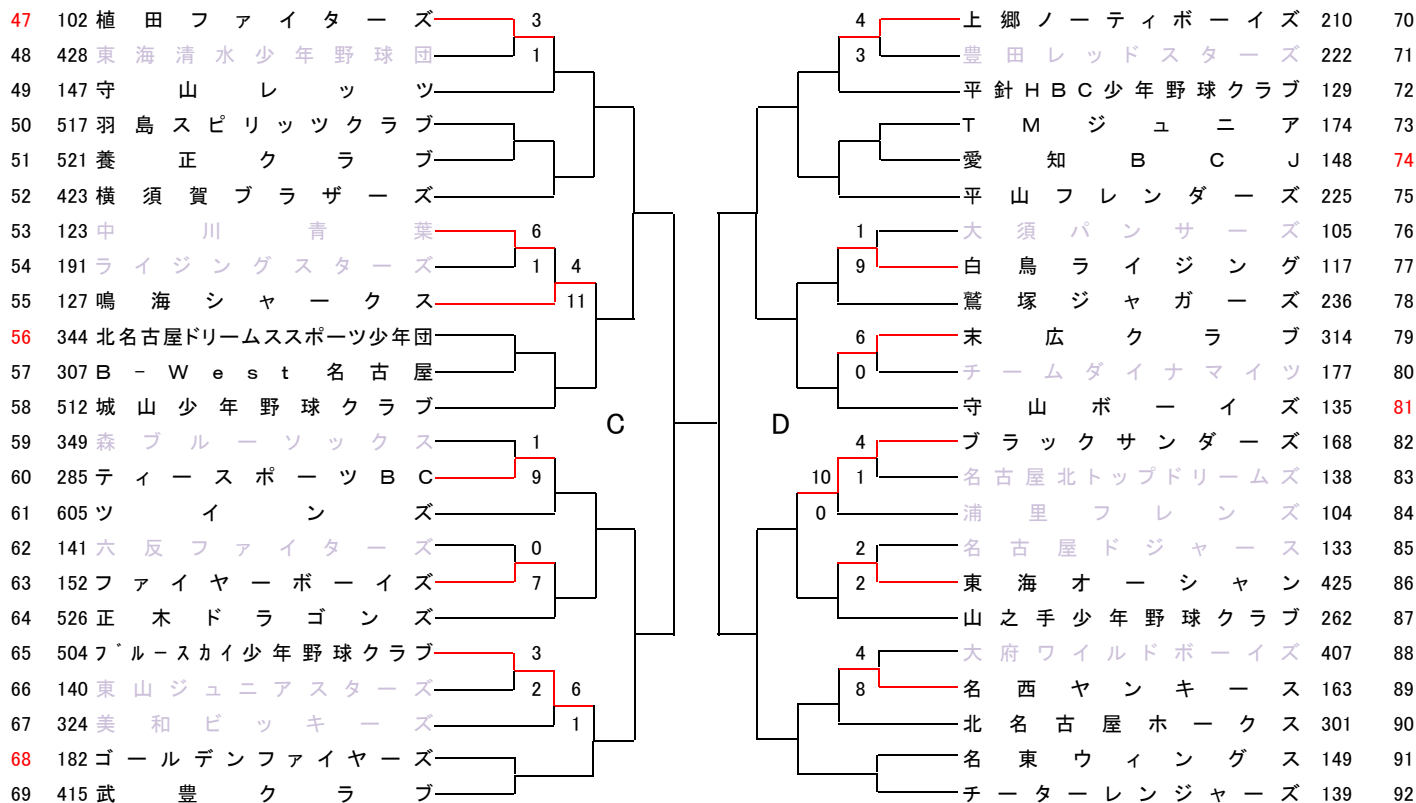 47 102 植田ファイターズ 3 4 上郷ノーティボーイズ 210 70
48 428 東海清水少年野球団 1 3 豊田レッドスターズ 222 71
49 147 守山レッツ 平針HBC少年野球クラブ 129 72
50 517 羽島スピリッツクラブ TMジュニア 174 73
51 521 養正クラブ 愛知BCJ 148 74
52 423 横須賀ブラザーズ 平山フレンダーズ 225 75
53 123 中川青葉 6 1 大須パンサーズ 105 76
54 191 ライジングスターズ 1 4 9 白鳥ライジング 117 77
55 127 鳴海シャークス 11 鷲塚ジャガーズ 236 78
56 344 北名古屋ドリームススポーツ少年団 6 末広クラブ 314 79
57 307 B-West名古屋 0 チームダイナマイツ 177 80
58 512 城山少年野球クラブ 守山ボーイズ 135 81
C D
59 349 森ブルーソックス 1 4 ブラックサンダーズ 168 82
60 285 ティースポーツBC 9 10 1 名古屋北トップドリームズ 138 83
61 605 ツインズ 0 浦里フレンズ 104 84
62 141 六反ファイターズ 0 2 名古屋ドジャース 133 85
63 152 ファイヤーボーイズ 7 2 東海オーシャン 425 86
64 526 正木ドラゴンズ 山之手少年野球クラブ 262 87
65 504 ブルースカイ少年野球クラブ 3 4 大府ワイルドボーイズ 407 88
66 140 東山ジュニアスターズ 2 6 8 名西ヤンキース 163 89
67 324 美和ビッキーズ 1 北名古屋ホークス 301 90
68 182 ゴールデンファイヤーズ 名東ウィングス 149 91
69 415 武豊クラブ チーターレンジャーズ 139 92